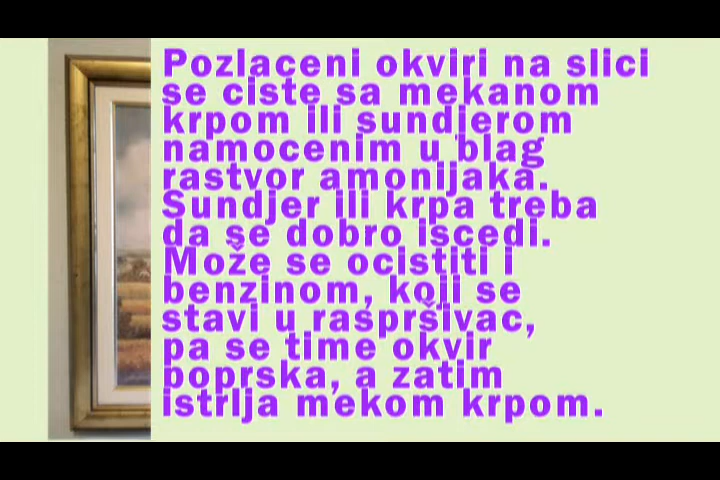 Pozlaceni okviri na slici
se ciste sa mekanom
krpom ili sundjerom
namocenim u blag
rastvor amonijaka.
Sundjer ili krpa treba
da se dobro iscedi.
Može se ocistiti i
benzinom, koji se
stavi u raspršivac,
pa se time okvir
poprska, a zatim
istrlja mekom krpom.